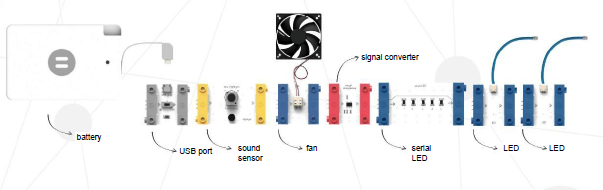 signal converter
battery
USB port
sound
sensor
fan
serial
LED
LED
LED